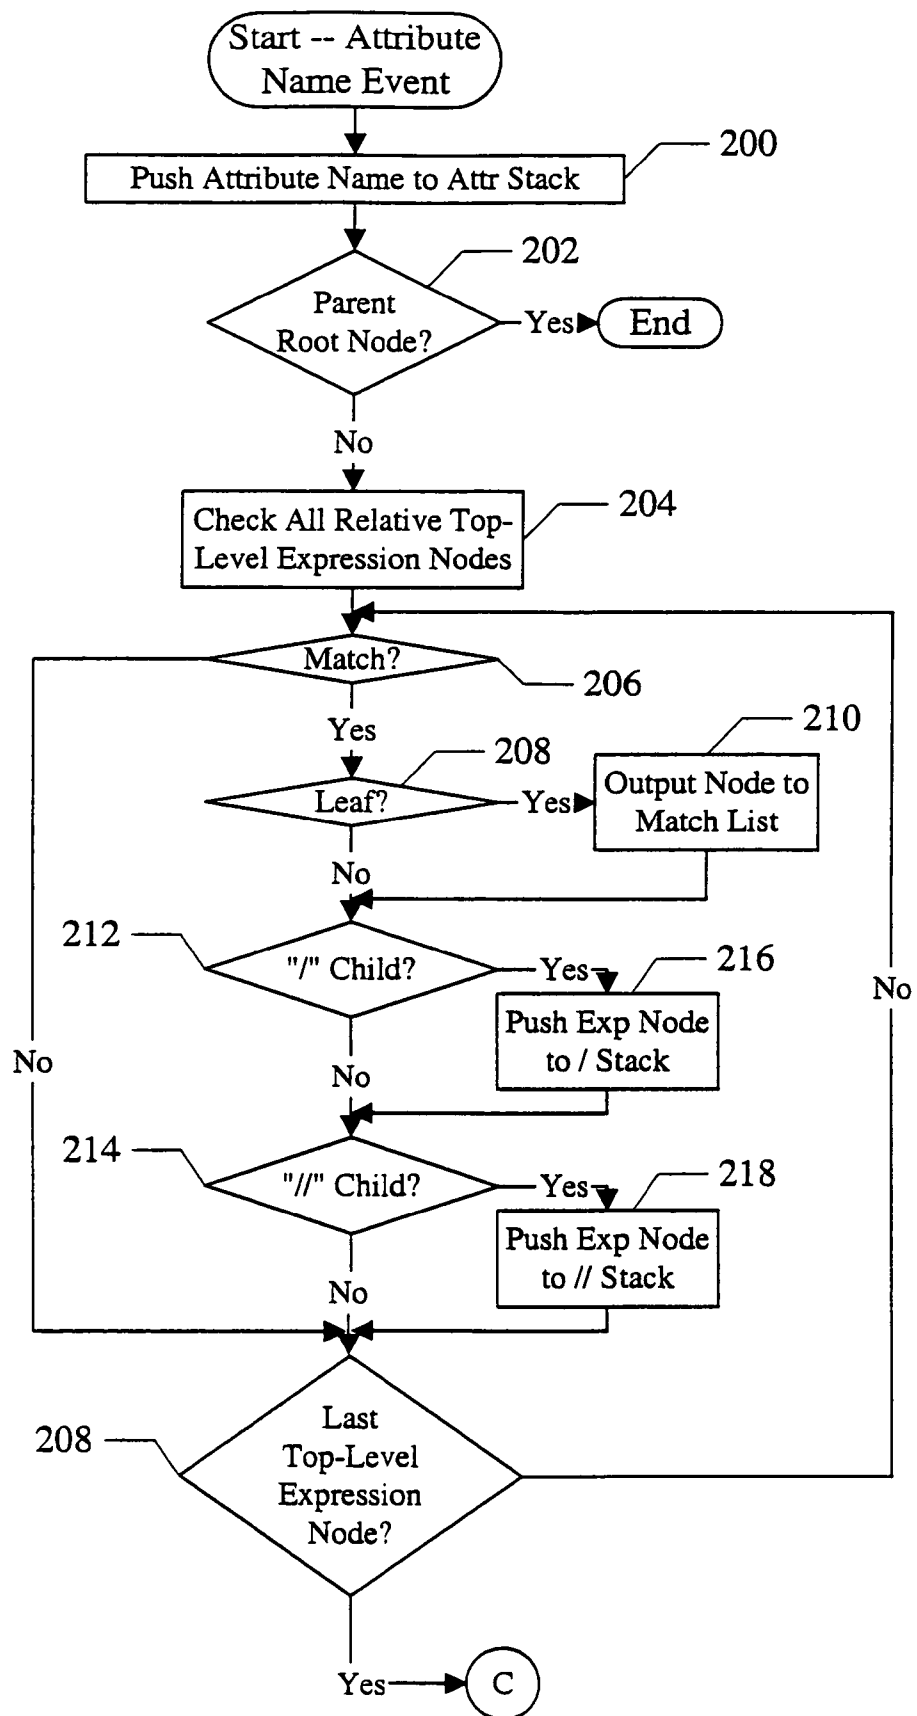 Start -- Attribute
Name Event
200
Push Attribute Name to Attr Stack
202
Parent
Root Node?
Yes
End
No
204
Check All Relative Top-
Level Expression Nodes
Match?
206
Yes
210
208
Leaf?
Yes
Output Node to
Match List
No
212
"/" Child?
Yes
216
No
Push Exp Node
to / Stack
No
No
214
"//" Child?
Yes
218
Push Exp Node
to // Stack
No
208
Last
Top-Level
Expression
Node?
Yes
C